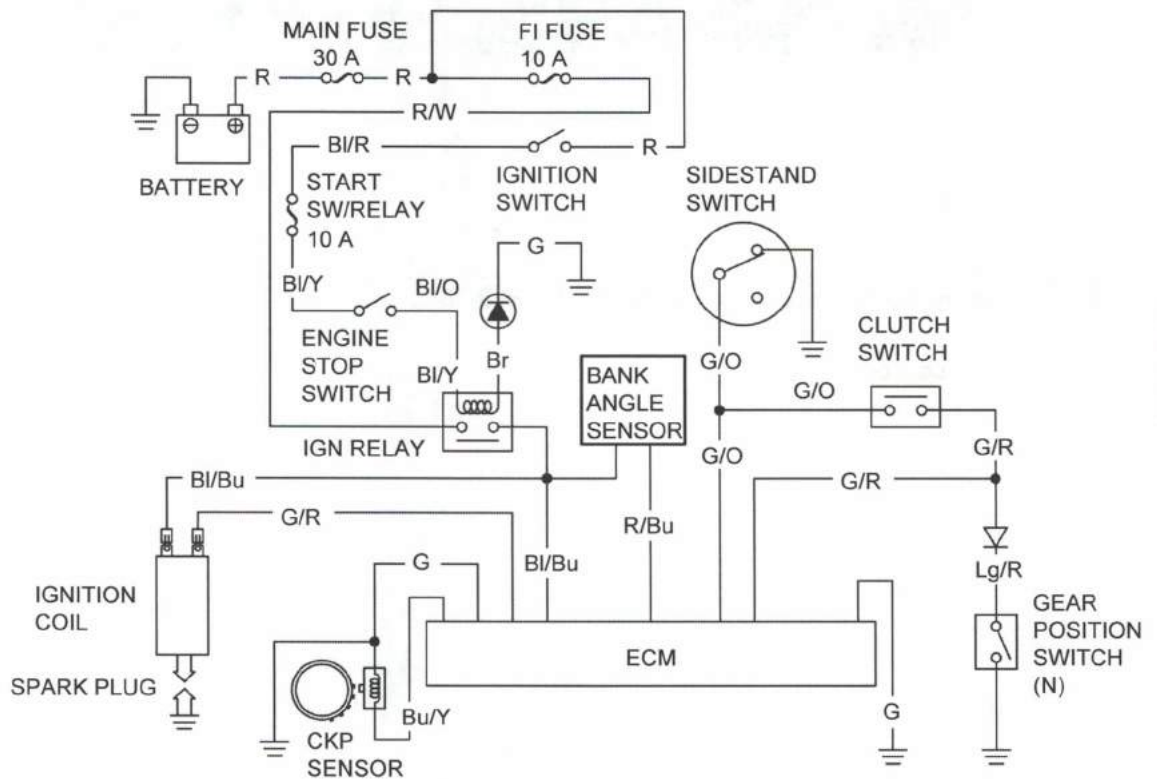 MAIN FUSE
30 A
FI FUSE
10 A
R
R
R/W
Bl/R
R
BATTERY
START
SW/RELAY
10 A
IGNITION
SWITCH
SIDESTAND
SWITCH
G
Bl/Y
Bl/O
ENGINE
STOP
SWITCH
Bl/Y
Br
IGN RELAY
BANK
ANGLE
SENSOR
G/O
G/O
G/O
CLUTCH
SWITCH
G/R
G/R
Bl/Bu
G/R
Bl/Bu
R/Bu
G
Lg/R
IGNITION
COIL
SPARK PLUG
ECM
GEAR
POSITION
SWITCH
(N)
Bu/Y
G
CKP
SENSOR